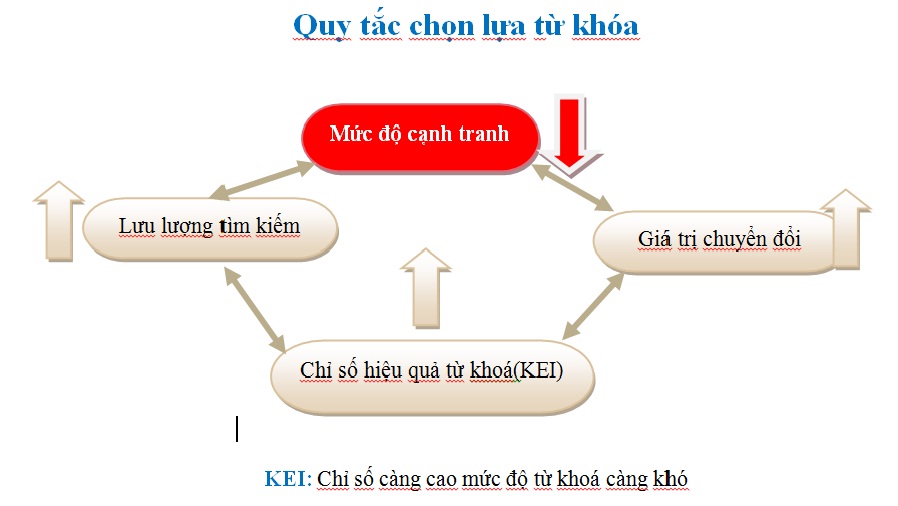 Quy tắc chọn lựa từ khóa
Mức độ cạnh tranh
Lưu lượng tìm kiếm
Giá trị chuyển đổi
Chỉ số hiệu quả từ khoá(KEI)
KEI: Chỉ số càng cao mức độ từ khoá càng khó